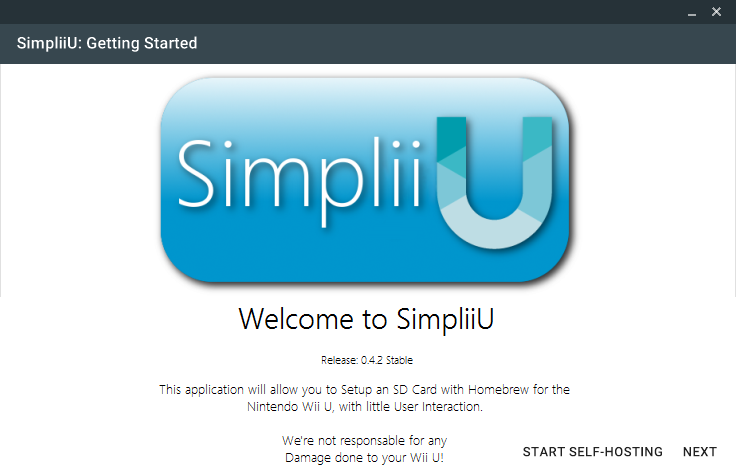 SimpliiU: Getting Started
SimpliiU
Welcome to SimpliiU
Release: 0.4.2 Stable
This application will allow you to Setup an SD Card with Homebrew for the
Nintendo Wii U, with little User Interaction.
We're not responsable for any
Damage done to your Wii U!
START SELF-HOSTING
NEXT